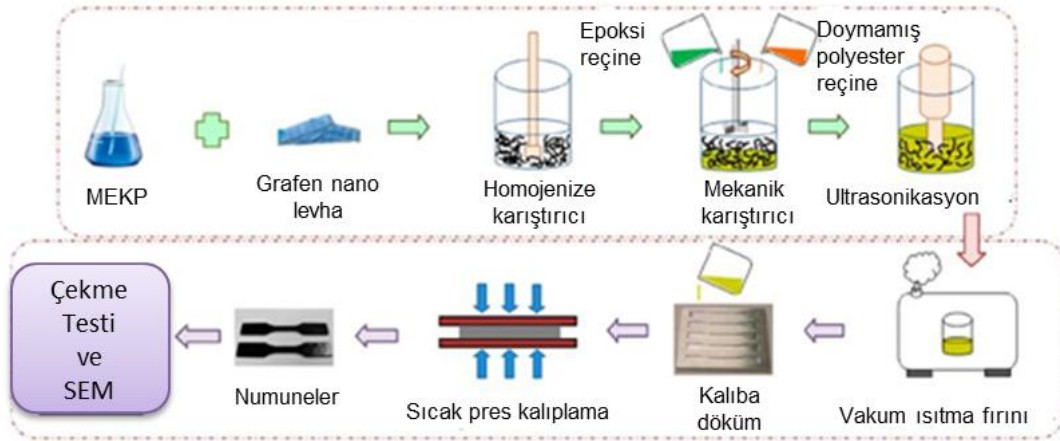 MEKP
Grafen nano
levha
Homojenize
karıştırıcı
Epoksi
reçine
Doymamış
polyester
reçine
Mekanik
karıştırıcı
Ultrasonikasyon
Vakum ısıtma fırını
Kalıba
döküm
Sıcak pres kalıplama
Numuneler
Çekme
Testi
ve
SEM